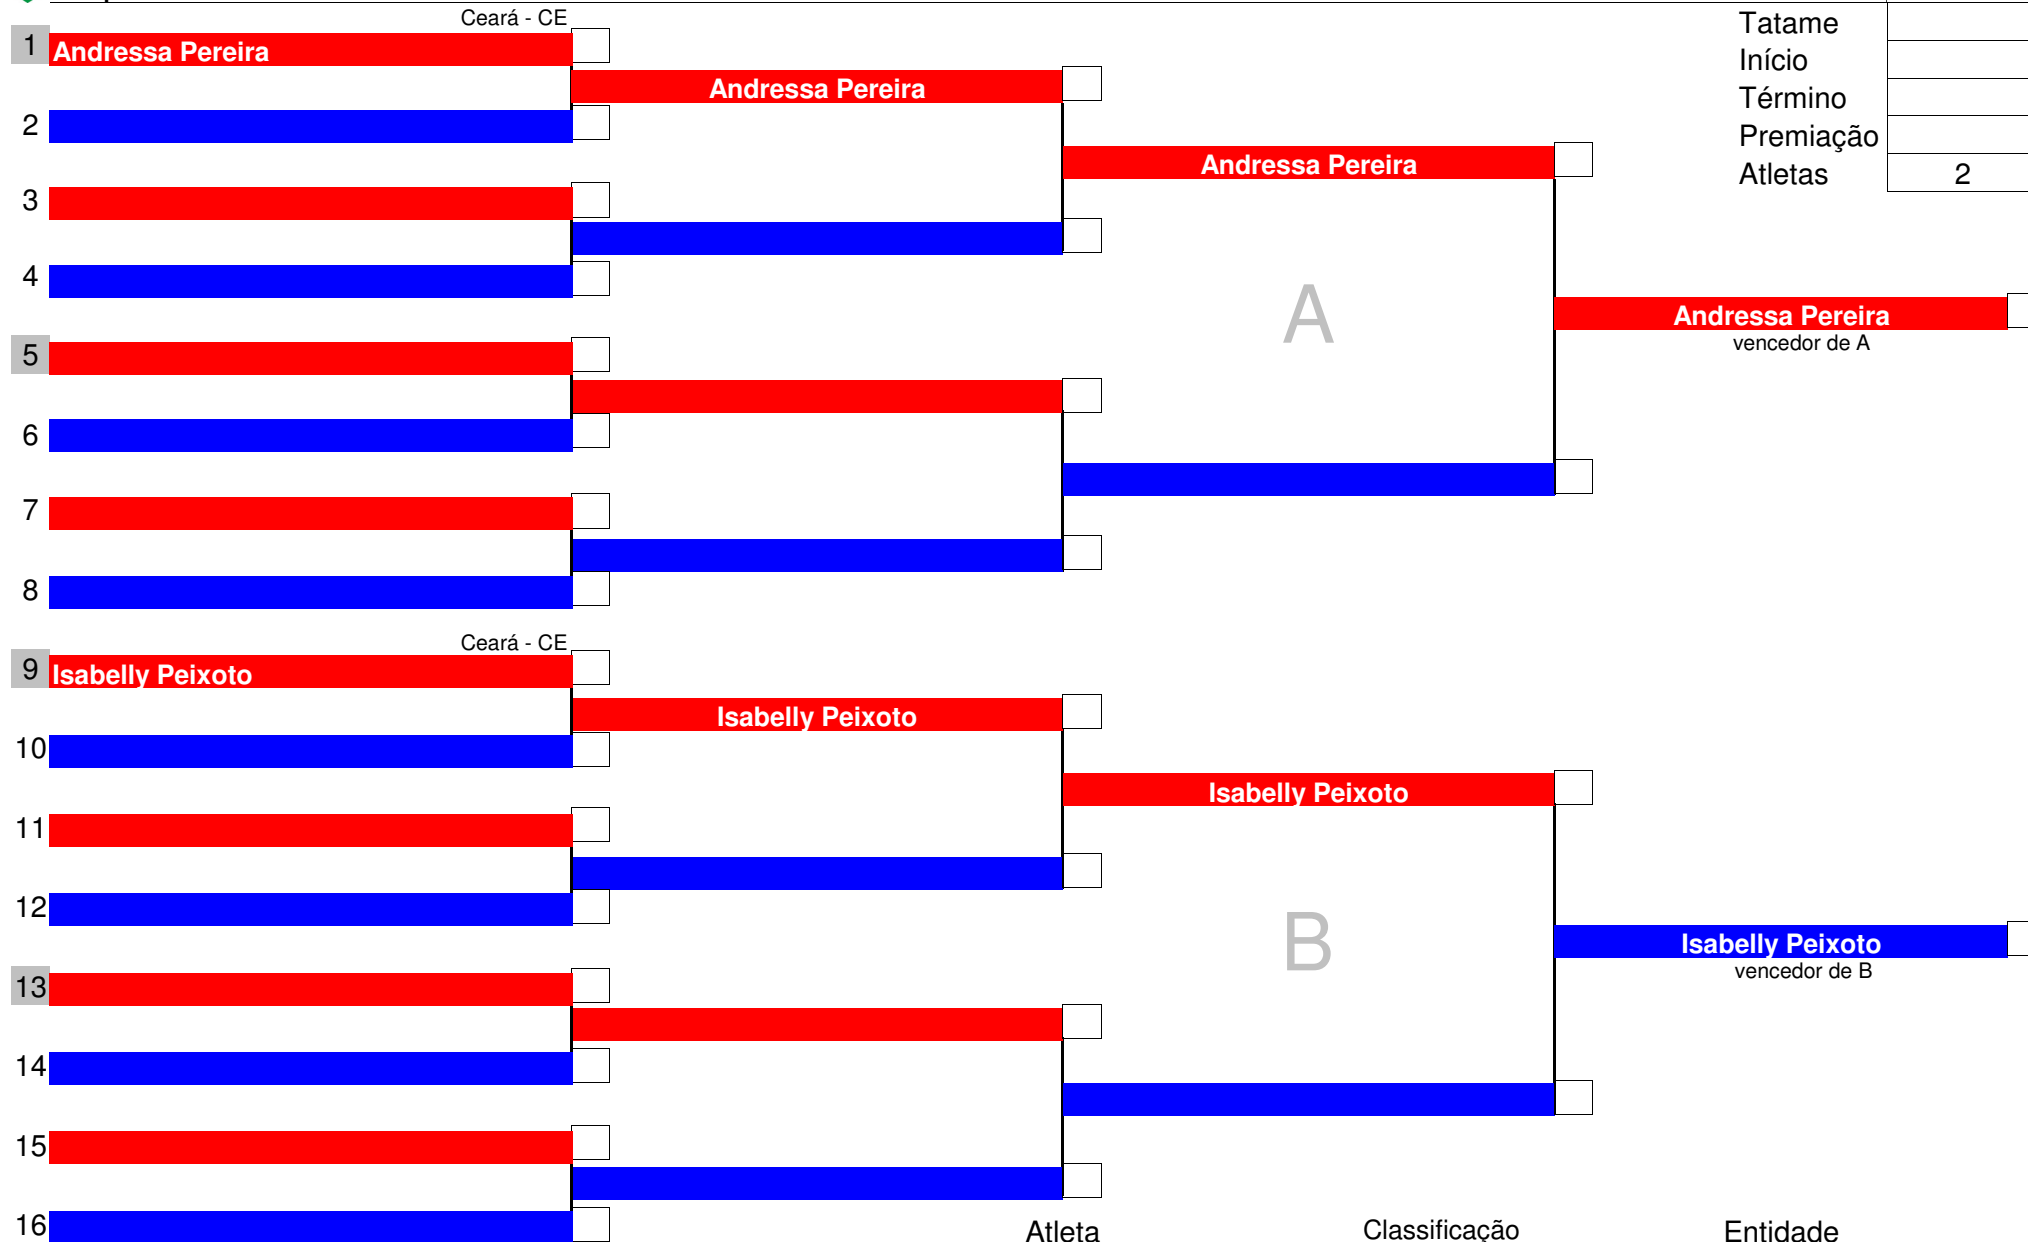 Ceará - CE
Tatame
1
Andressa Pereira
Início
Andressa Pereira
Término
2
Premiação
Andressa Pereira
Atletas 2
3
4
A
Andressa Pereira
vencedor de A
5
6
7
8
Ceará - CE
9
Isabelly Peixoto
Isabelly Peixoto
10
Isabelly Peixoto
11
12
B
Isabelly Peixoto
vencedor de B
13
14
15
16
Atleta Classificação Entidade